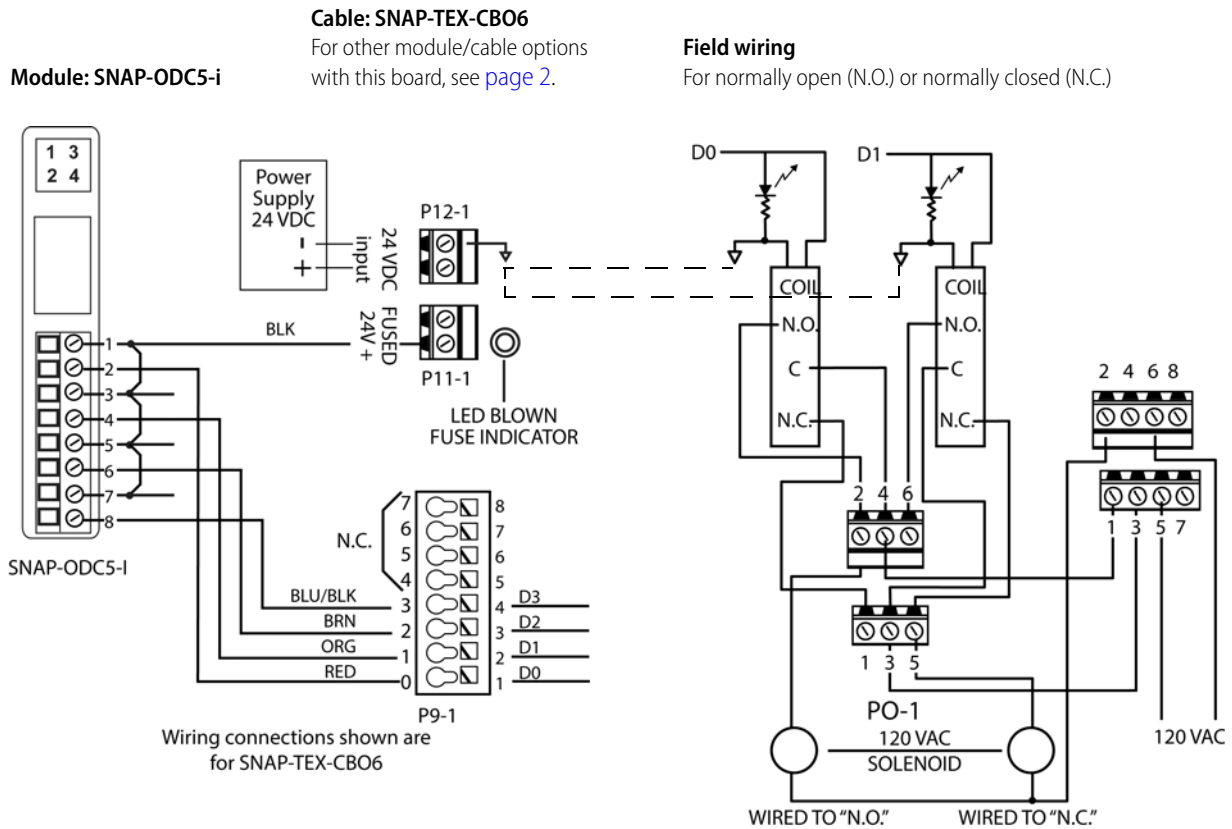 Cable: SNAP-TEX-CBO6
For other module/cable options
with this board, see page 2.
Module: SNAP-ODC5-i
Field wiring
For normally open (N.O.) or normally closed (N.C.)
1 3
2 4
Power
Supply
24 VDC
-
+
24 VDC
input
P12-1
FUSED
24V +
P11-1
BLK
LED BLOWN
FUSE INDICATOR
1
2
3
4
5
6
7
8
SNAP-ODC5-I
N.C.
7
6
5
4
3
2
1
0
8
7
6
5
4
3
2
1
BLU/BLK
BRN
ORG
RED
D3
D2
D1
D0
P9-1
Wiring connections shown are
for SNAP-TEX-CBO6
D0
D1
COIL
N.O.
C
N.C.
COIL
N.O.
C
N.C.
2 4 6
1 3 5
PO-1
2 4 6 8
1 3 5 7
120 VAC
SOLENOID
120 VAC
WIRED TO "N.O."
WIRED TO "N.C."